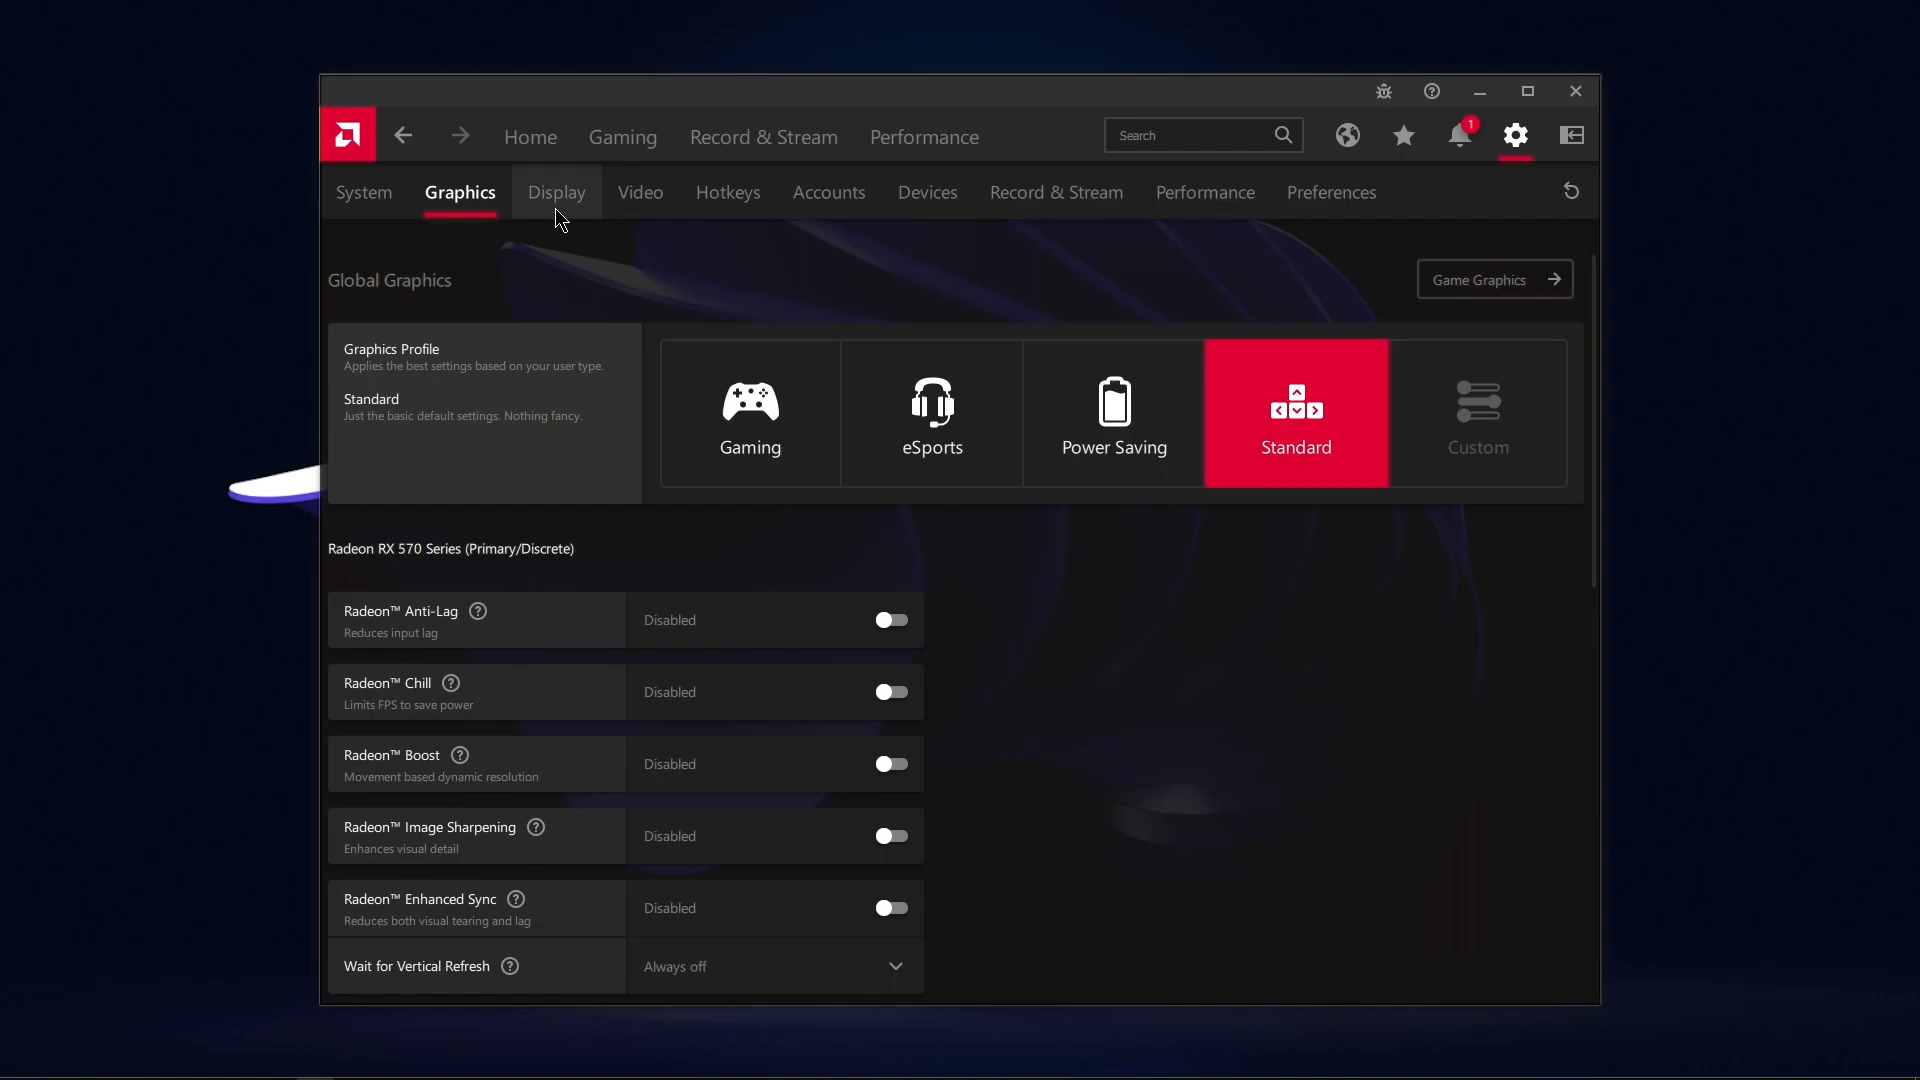 1
Home Gaming Record & Stream Performance Search
System Graphics Display Video Hotkeys Accounts Devices Record & Stream Performance Preferences
Global Graphics
Game Graphics
Graphics Profile
Applies the best settings based on your user type.
Standard
Just the basic default settings. Nothing fancy.
Gaming eSports Power Saving Standard Custom
Radeon RX 570 Series (Primary/Discrete)
Radeon™ Anti-Lag ?
Reduces input lag
Disabled
Radeon™ Chill ?
Limits FPS to save power
Disabled
Radeon™ Boost ?
Movement based dynamic resolution
Disabled
Radeon™ Image Sharpening ?
Enhances visual detail
Disabled
Radeon™ Enhanced Sync ?
Reduces both visual tearing and lag
Disabled
Wait for Vertical Refresh ?
Always off